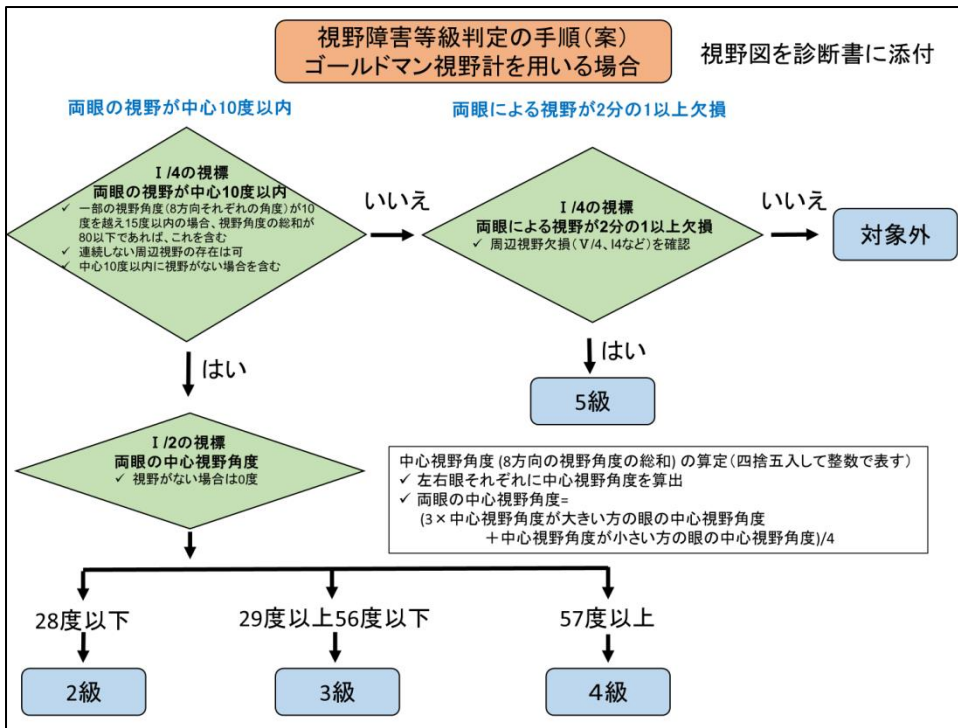 視野障害等級判定の手順(案)
ゴールドマン視野計を用いる場合
視野図を診断書に添付
両眼の視野が中心10度以内
両眼による視野が2分の1以上欠損
Ⅰ/4の視標
両眼の視野が中心10度以内
✓ 一部の視野角度(8方向それぞれの角度)が10
度を越え15度以内の場合、視野角度の総和が
80以下であれば、これを含む
✓ 連続しない周辺視野の存在は可
✓ 中心10度以内に視野がない場合を含む
いいえ
Ⅰ/4の視標
両眼による視野が2分の1以上欠損
✓ 周辺視野欠損(Ⅴ/4、I4など)を確認
いいえ
対象外
はい
はい
5級
Ⅰ/2の視標
両眼の中心視野角度
✓ 視野がない場合は0度
中心視野角度 (8方向の視野角度の総和) の算定(四捨五入して整数で表す)
✓ 左右眼それぞれに中心視野角度を算出
✓ 両眼の中心視野角度=
(3×中心視野角度が大きい方の眼の中心視野角度
+中心視野角度が小さい方の眼の中心視野角度)/4
28度以下
29度以上56度以下
57度以上
2級
3級
4級